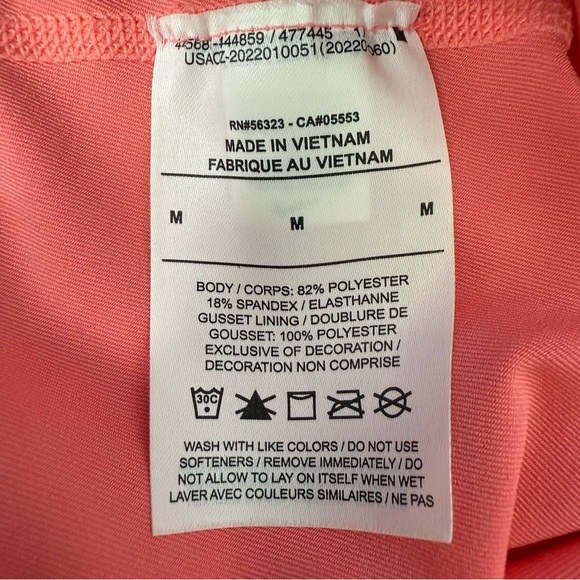 / 477445
USACZ-2022010051(2022
RN#56323 - CA#05553
MADE IN VIETNAM
FABRIQUE AU VIETNAM
M M M
BODY / CORPS: 82% POLYESTER
18% SPANDEX / ELASTHANNE
GUSSET LINING / DOUBLURE DE
GOUSSET: 100% POLYESTER
EXCLUSIVE OF DECORATION /
DECORATION NON COMPRISE
30C
WASH WITH LIKE COLORS / DO NOT USE
SOFTENERS / REMOVE IMMEDIATELY / DO
NOT ALLOW TO LAY ON ITSELF WHEN WET
LAVER AVEC COULEURS SIMILAIRES / NE PAS